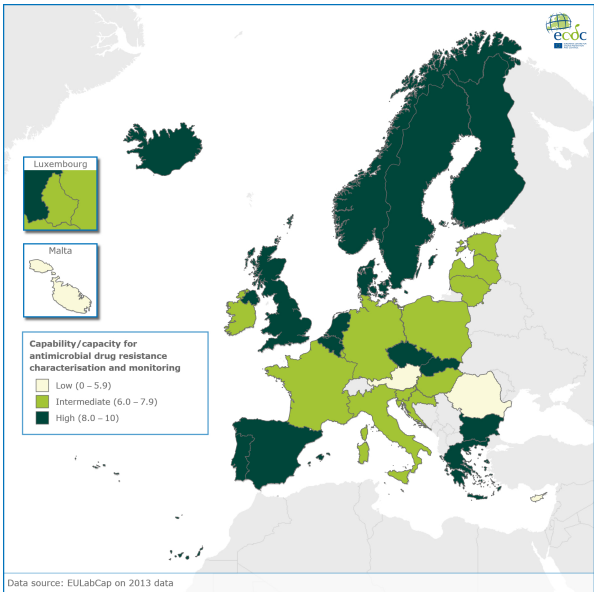 ecdc
Luxembourg
Malta
Capability/capacity for
antimicrobial drug resistance
characterisation and monitoring
Low (0 – 5.9)
Intermediate (6.0 – 7.9)
High (8.0 – 10)
Data source: EULabCap on 2013 data